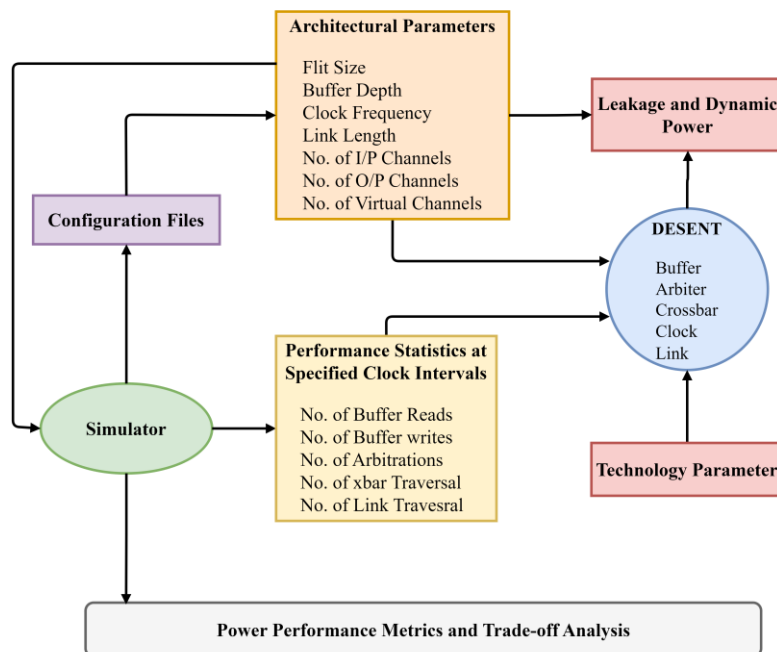 Architectural Parameters
Flit Size
Buffer Depth
Clock Frequency
Link Length
No. of I/P Channels
No. of O/P Channels
No. of Virtual Channels
Leakage and Dynamic
Power
Configuration Files
DESENT
Buffer
Arbiter
Crossbar
Clock
Link
Performance Statistics at
Specified Clock Intervals
No. of Buffer Reads
No. of Buffer writes
No. of Arbitrations
No. of xbar Traversal
No. of Link Travesral
Simulator
Technology Parameter
Power Performance Metrics and Trade-off Analysis